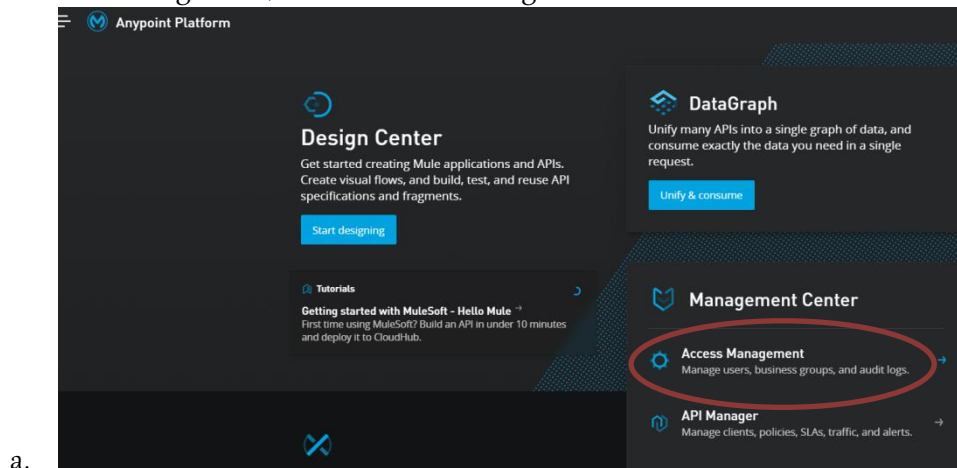 Anypoint Platform
Design Center
Get started creating Mule applications and APIs.
Create visual flows, and build, test, and reuse API
specifications and fragments.
Start designing
Tutorials
Getting started with MuleSoft - Hello Mule →
First time using MuleSoft? Build an API in under 10 minutes
and deploy it to CloudHub.
DataGraph
Unify many APIs into a single graph of data, and
consume exactly the data you need in a single
request.
Unify & consume
Management Center
Access Management →
Manage users, business groups, and audit logs.
API Manager →
Manage clients, policies, SLAs, traffic, and alerts.
a.